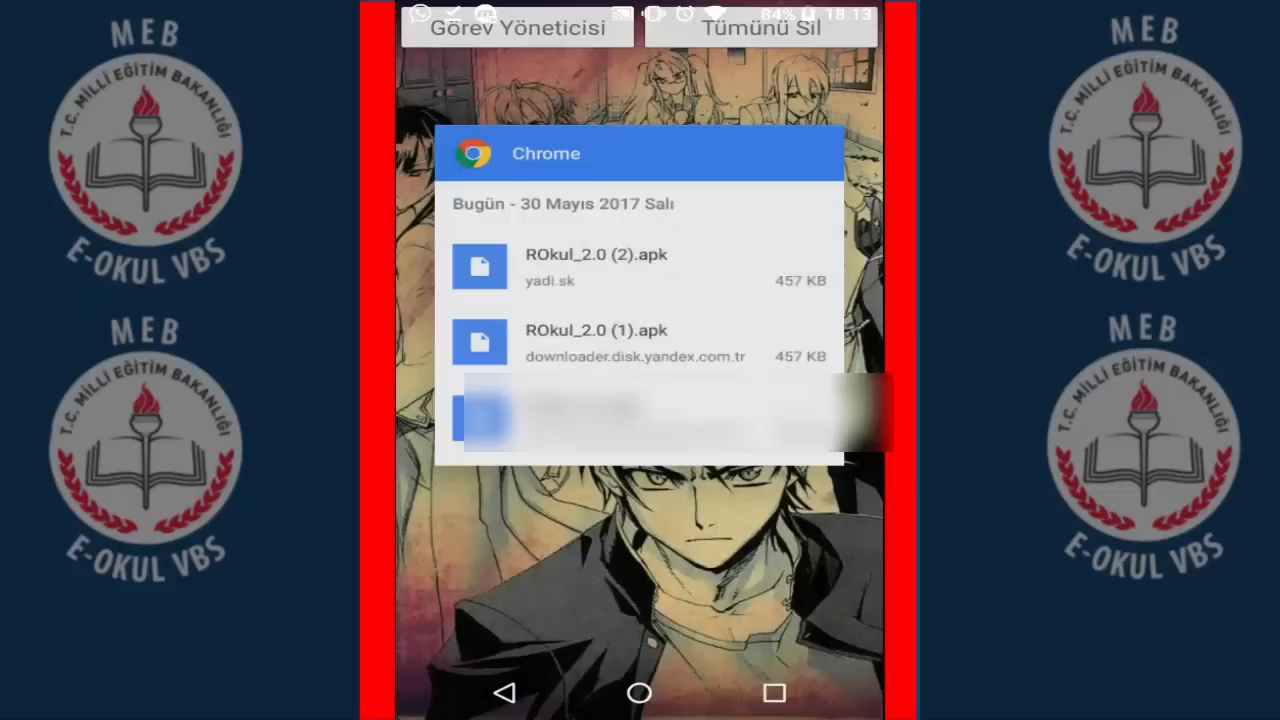 MEB
T.C. MİLLİ EĞİTİM BAKANLIĞI
E-OKUL VBS
MEB
T.C. MİLLİ EĞİTİM BAKANLIĞI
E-OKUL VBS
84% 18:13
Görev Yöneticisi
Tümünü Sil
Chrome
Bugün - 30 Mayıs 2017 Salı
ROkul_2.0 (2).apk
yadi.sk 457 KB
ROkul_2.0 (1).apk
downloader.disk.yandex.com.tr 457 KB
MEB
T.C. MİLLİ EĞİTİM BAKANLIĞI
E-OKUL VBS
MEB
T.C. MİLLİ EĞİTİM BAKANLIĞI
E-OKUL VBS